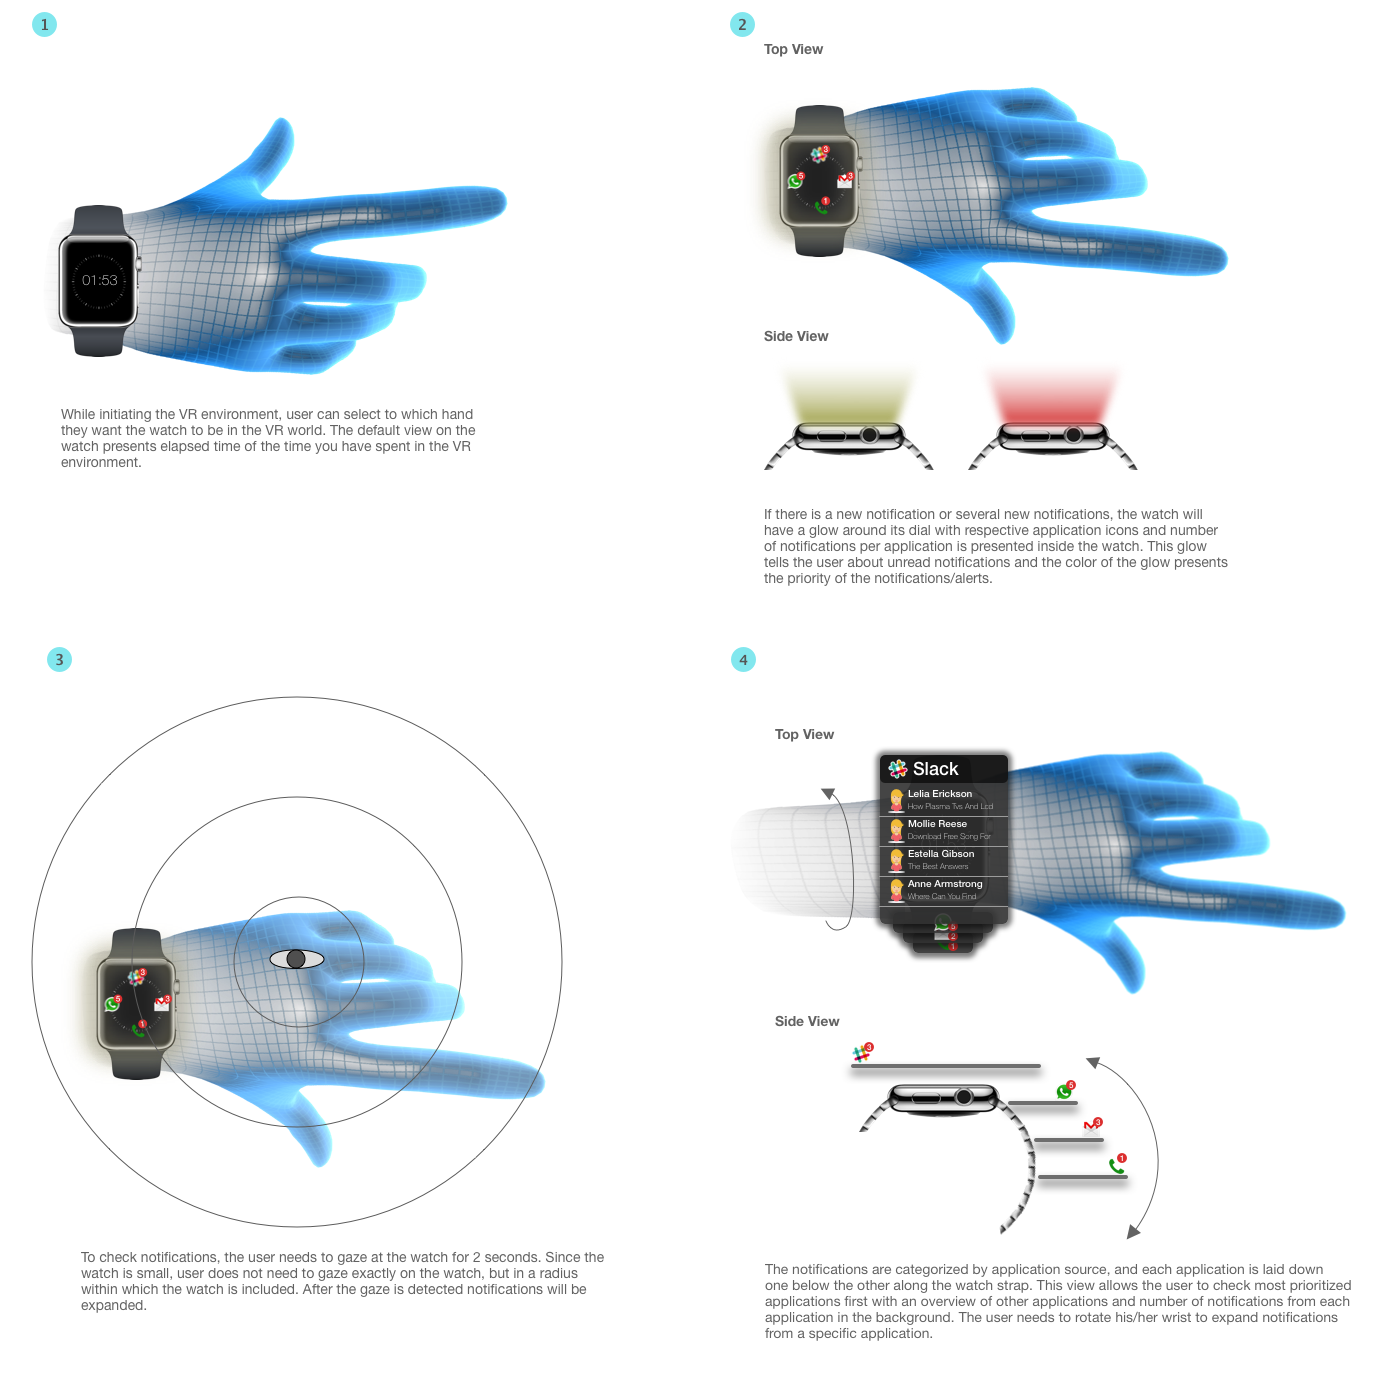 1
01:53
While initiating the VR environment, user can select to which hand
they want the watch to be in the VR world. The default view on the
watch presents elapsed time of the time you have spent in the VR
environment.
2
Top View
3
5
3
1
Side View
If there is a new notification or several new notifications, the watch will
have a glow around its dial with respective application icons and number
of notifications per application is presented inside the watch. This glow
tells the user about unread notifications and the color of the glow presents
the priority of the notifications/alerts.
3
3
5
3
1
To check notifications, the user needs to gaze at the watch for 2 seconds. Since the
watch is small, user does not need to gaze exactly on the watch, but in a radius
within which the watch is included. After the gaze is detected notifications will be
expanded.
4
Top View
Slack
Lelia Erickson
How Plasma Tvs And Lcd
Mollie Reese
Download Free Song For
Estella Gibson
The Best Answers
Anne Armstrong
Where Can You Find
5
2
1
Side View
3
5
3
1
The notifications are categorized by application source, and each application is laid down
one below the other along the watch strap. This view allows the user to check most prioritized
applications first with an overview of other applications and number of notifications from each
application in the background. The user needs to rotate his/her wrist to expand notifications
from a specific application.